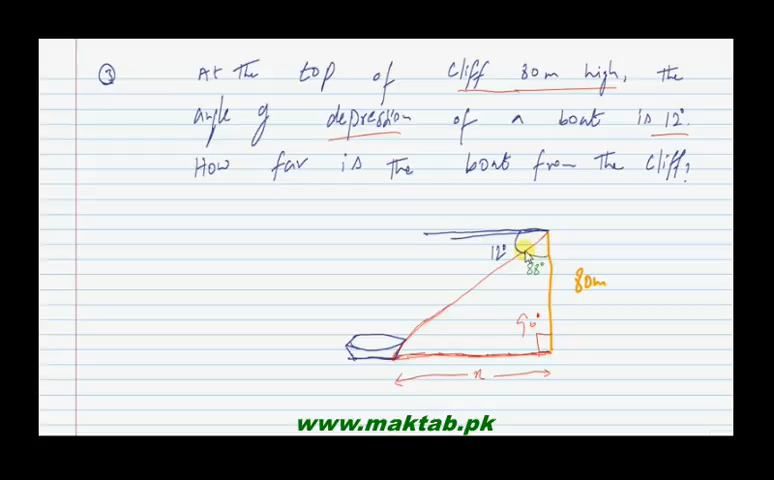 ③ At the top of Cliff 80m high, the
angle of depression of a boat is 12°.
How far is the boat from the Cliff?
12°
88°
80m
90°
x
www.maktab.pk